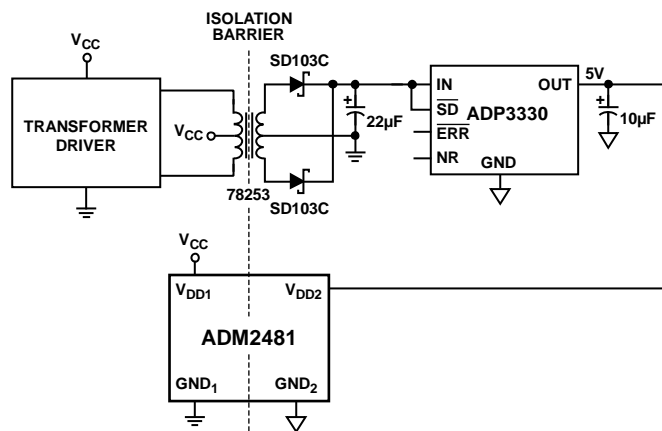 ISOLATION
BARRIER
VCC
SD103C
TRANSFORMER
DRIVER
VCC
+
22µF
IN
OUT
SD
ADP3330
ERR
NR
GND
5V
+
10µF
78253
SD103C
VCC
VDD1
VDD2
ADM2481
GND1
GND2